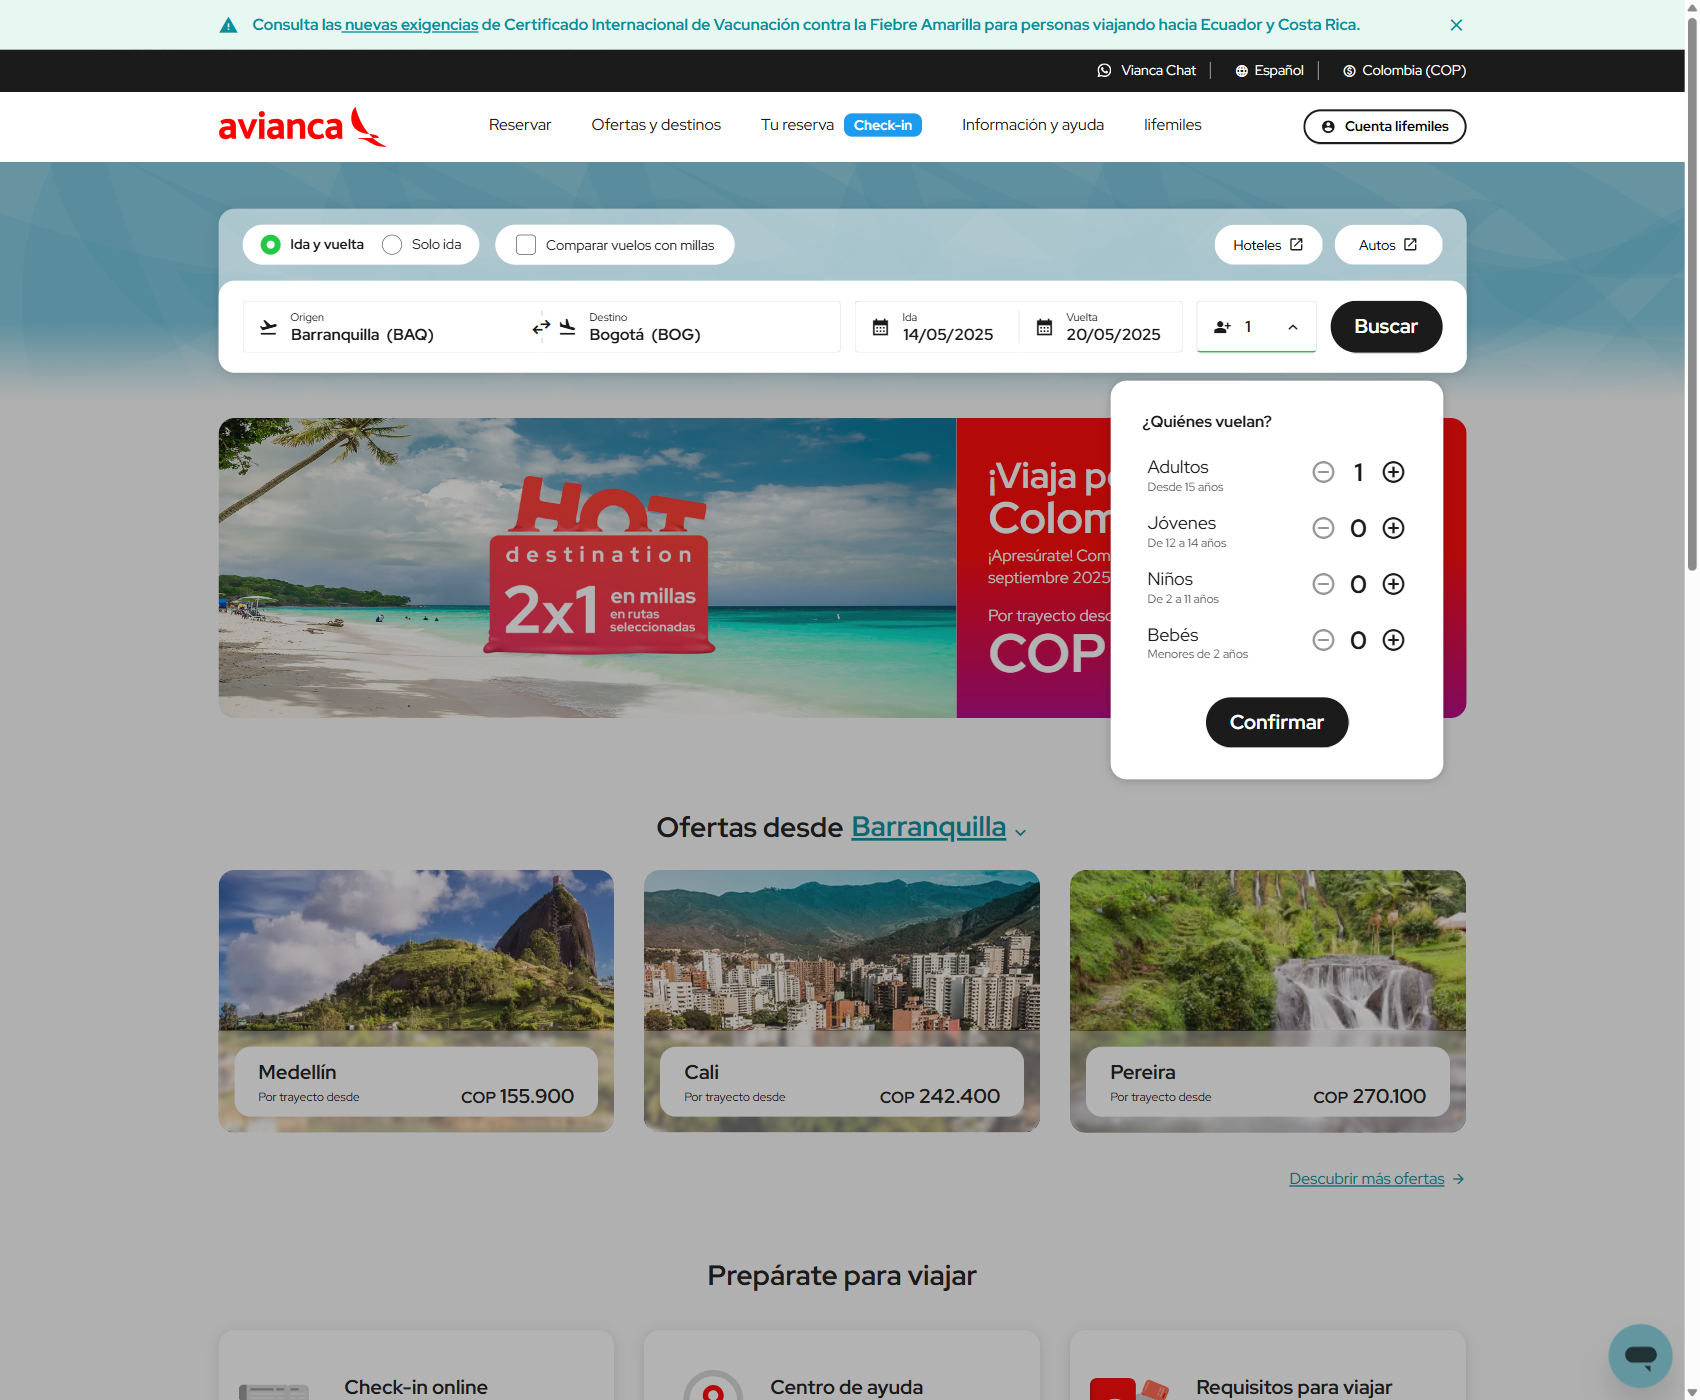 Consulta las nuevas exigencias de Certificado Internacional de Vacunación contra la Fiebre Amarilla para personas viajando hacia Ecuador y Costa Rica.
Vianca Chat
Español
Colombia (COP)
avianca
Reservar
Ofertas y destinos
Tu reserva
Check-in
Información y ayuda
lifemiles
Cuenta lifemiles
Ida y vuelta
Solo ida
Comparar vuelos con millas
Hoteles
Autos
Origen
Barranquilla (BAQ)
Destino
Bogotá (BOG)
Ida
14/05/2025
Vuelta
20/05/2025
1
Buscar
HOT
destination
2x1
en millas
en rutas
seleccionadas
¡Viaja p
Colom
¡Apresúrate! Com
septiembre 2025
Por trayecto desd
COP
¿Quiénes vuelan?
Adultos
Desde 15 años
1
Jóvenes
De 12 a 14 años
0
Niños
De 2 a 11 años
0
Bebés
Menores de 2 años
0
Confirmar
Ofertas desde Barranquilla
Medellín
Por trayecto desde
COP 155.900
Cali
Por trayecto desde
COP 242.400
Pereira
Por trayecto desde
COP 270.100
Descubrir más ofertas
Prepárate para viajar
Check-in online
Centro de ayuda
Requisitos para viajar